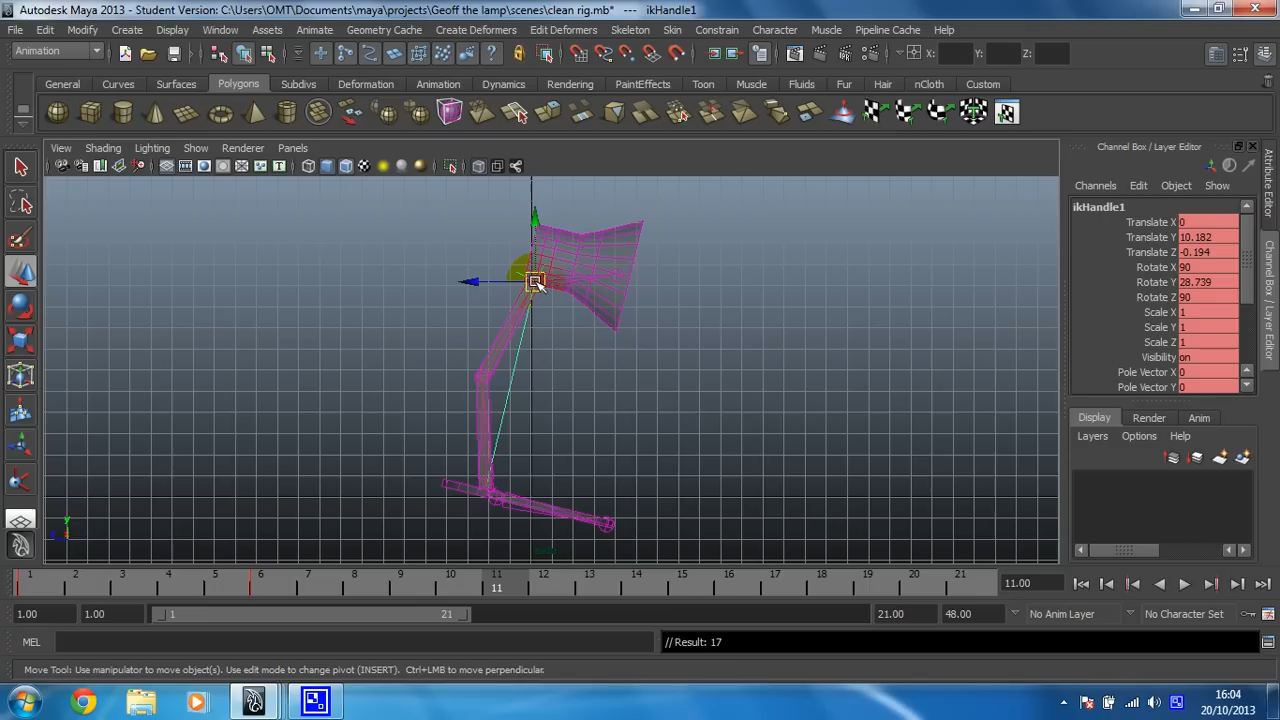 Autodesk Maya 2013 - Student Version: C:\Users\OMT\Documents\maya\projects\Geoff the lamp\scenes\clean rig.mb* --- ikHandle1
File Edit Modify Create Display Window Assets Animate Geometry Cache Create Deformers Edit Deformers Skeleton Skin Constrain Character Muscle Pipeline Cache Help
Animation X: Y: Z:
General Curves Surfaces Polygons Subdivs Deformation Animation Dynamics Rendering PaintEffects Toon Muscle Fluids Fur Hair nCloth Custom
View Shading Lighting Show Renderer Panels
Channel Box / Layer Editor
Channels Edit Object Show
ikHandle1
Translate X 0
Translate Y 10.182
Translate Z -0.194
Rotate X 90
Rotate Y 28.739
Rotate Z 90
Scale X 1
Scale Y 1
Scale Z 1
Visibility on
Pole Vector X 0
Pole Vector Y 0
Display Render Anim
Layers Options Help
Attribute Editor
Channel Box / Layer Editor
y
1 2 3 4 5 6 7 8 9 10 11 12 13 14 15 16 17 18 19 20 21
11
11.00
1.00 1.00 1 21 21.00 48.00 No Anim Layer No Character Set
MEL // Result: 17
Move Tool: Use manipulator to move object(s). Use edit mode to change pivot (INSERT). Ctrl+LMB to move perpendicular.
16:04
20/10/2013